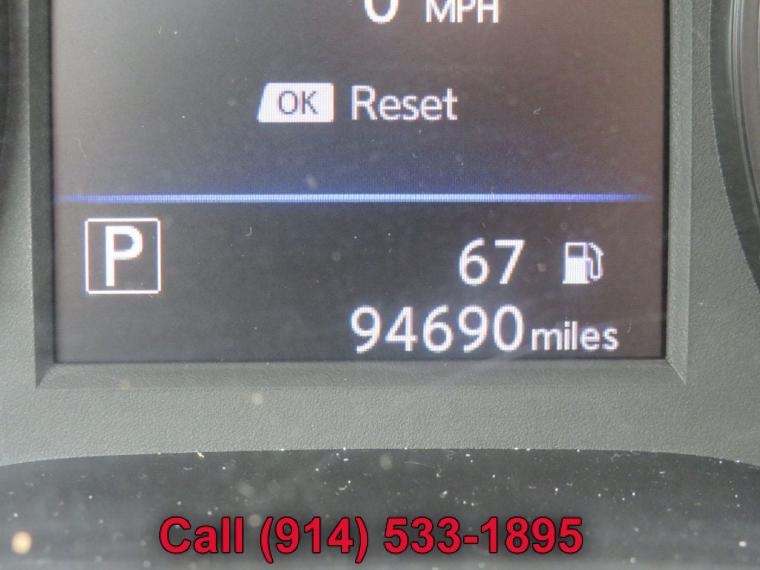 0 MPH
OK Reset
P
67
94690 miles
Call (914) 533-1895